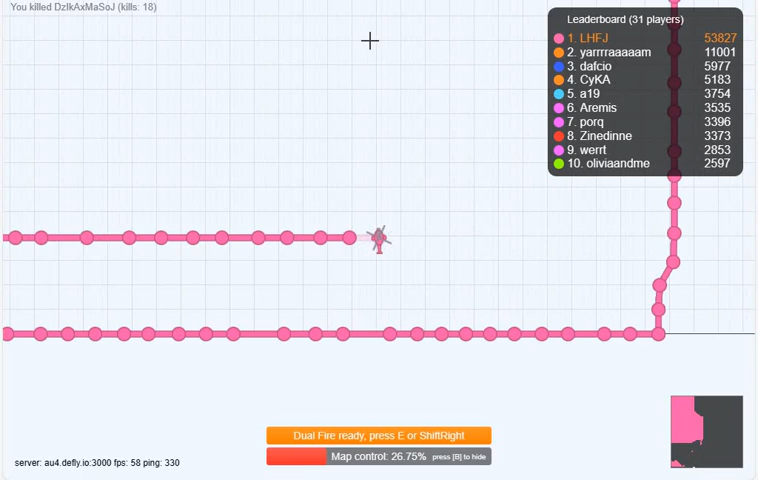 You killed DzlkAxMaSoJ (kills: 18)
Leaderboard (31 players)
1. LHFJ 53827
2. yarrrraaaaam 11001
3. dafcio 5977
4. CyKA 5183
5. a19 3754
6. Aremis 3535
7. porq 3396
8. Zinedinne 3373
9. werrt 2853
10. oliviaandme 2597
Dual Fire ready, press E or ShiftRight
Map control: 26.75% press [B] to hide
server: au4.defly.io:3000 fps: 58 ping: 330